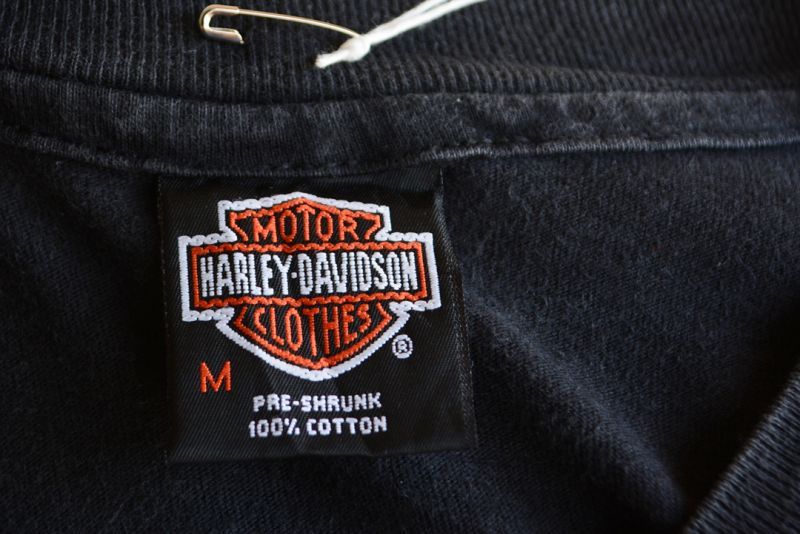 MOTOR
HARLEY-DAVIDSON
CLOTHES
®
M
PRE-SHRUNK
100% COTTON